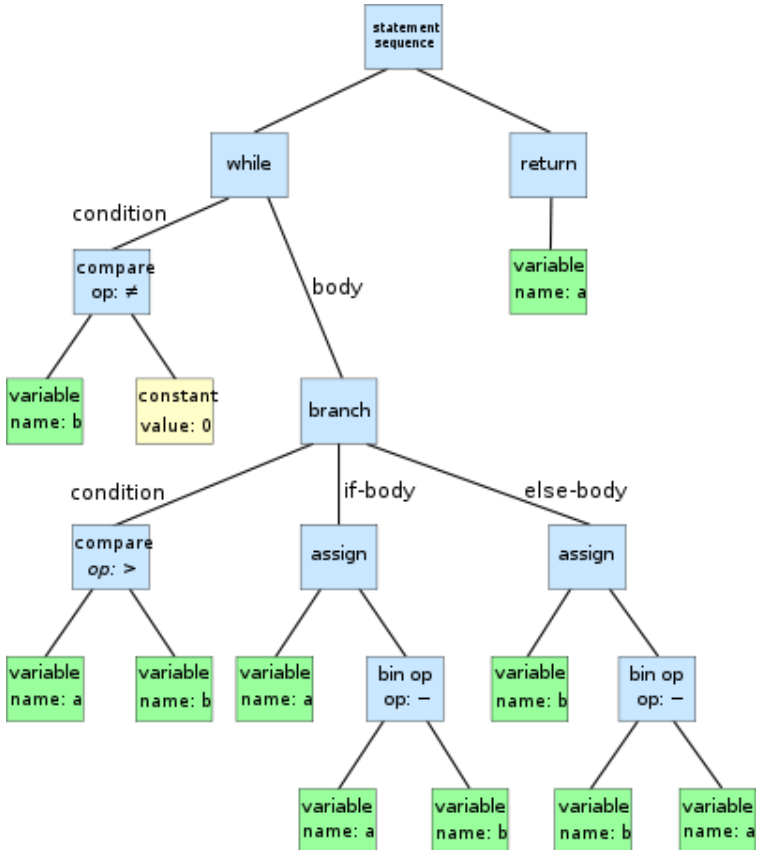 statement
sequence
while
return
condition
body
compare
op: ≠
variable
name: a
variable
name: b
constant
value: 0
branch
condition
if-body
else-body
compare
op: >
assign
assign
variable
name: a
variable
name: b
variable
name: a
bin op
op: −
variable
name: b
bin op
op: −
variable
name: a
variable
name: b
variable
name: b
variable
name: a